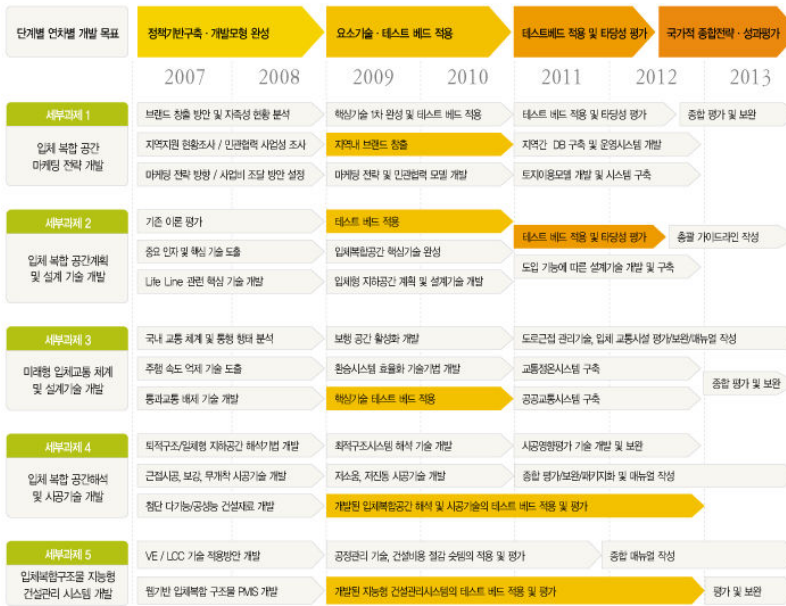 단계별 연차별 개발 목표
정책기반구축 · 개발모형 완성
요소기술 · 테스트 베드 적용
테스트베드 적용 및 타당성 평가
국가적 종합전략 · 성과평가
2007 2008 2009 2010 2011 2012 2013
세부과제 1
입체 복합 공간
마케팅 전략 개발
브랜드 창출 방안 및 자족성 현황 분석
핵심기술 1차 완성 및 테스트 베드 적용
테스트 베드 적용 및 타당성 평가
종합 평가 및 보완
지역지원 현황조사 / 민관협력 사업성 조사
지역내 브랜드 창출
지역간 DB 구축 및 운영시스템 개발
마케팅 전략 방향 / 사업비 조달 방안 설정
마케팅 전략 및 민관협력 모델 개발
토지이용모델 개발 및 시스템 구축
세부과제 2
입체 복합 공간계획
및 설계 기술 개발
기존 이론 평가
테스트 베드 적용
테스트 베드 적용 및 타당성 평가
총괄 가이드라인 작성
중요 인자 및 핵심 기술 도출
입체복합공간 핵심기술 완성
도입 기능에 따른 설계기술 개발 및 구축
Life Line 관련 핵심 기술 개발
입체형 지하공간 계획 및 설계기술 개발
세부과제 3
미래형 입체교통 체계
및 설계기술 개발
국내 교통 체계 및 통행 형태 분석
보행 공간 활성화 개발
도로근접 관리기술, 입체 교통시설 평가/보완/매뉴얼 작성
주행 속도 억제 기술 도출
환승시스템 효율화 기술기법 개발
교통정온시스템 구축
종합 평가 및 보완
통과교통 배제 기술 개발
핵심기술 테스트 베드 적용
공공교통시스템 구축
세부과제 4
입체 복합 공간해석
및 시공기술 개발
퇴적구조/일체형 지하공간 해석기법 개발
최적구조시스템 해석 기술 개발
시공영향평가 기술 개발 및 보완
근접시공, 보강, 무개착 시공기술 개발
저소음, 저진동 시공기술 개발
종합 평가/보완/패키지화 및 매뉴얼 작성
첨단 다기능/고성능 건설재료 개발
개발된 입체복합공간 해석 및 시공기술의 테스트 베드 적용 및 평가
세부과제 5
입체복합구조물 지능형
건설관리 시스템 개발
VE / LCC 기술 적용방안 개발
공정관리 기술, 건설비용 절감 숫템의 적용 및 평가
종합 매뉴얼 작성
웹기반 입체복합 구조물 PMIS 개발
개발된 지능형 건설관리시스템의 테스트 베드 적용 및 평가
평가 및 보완